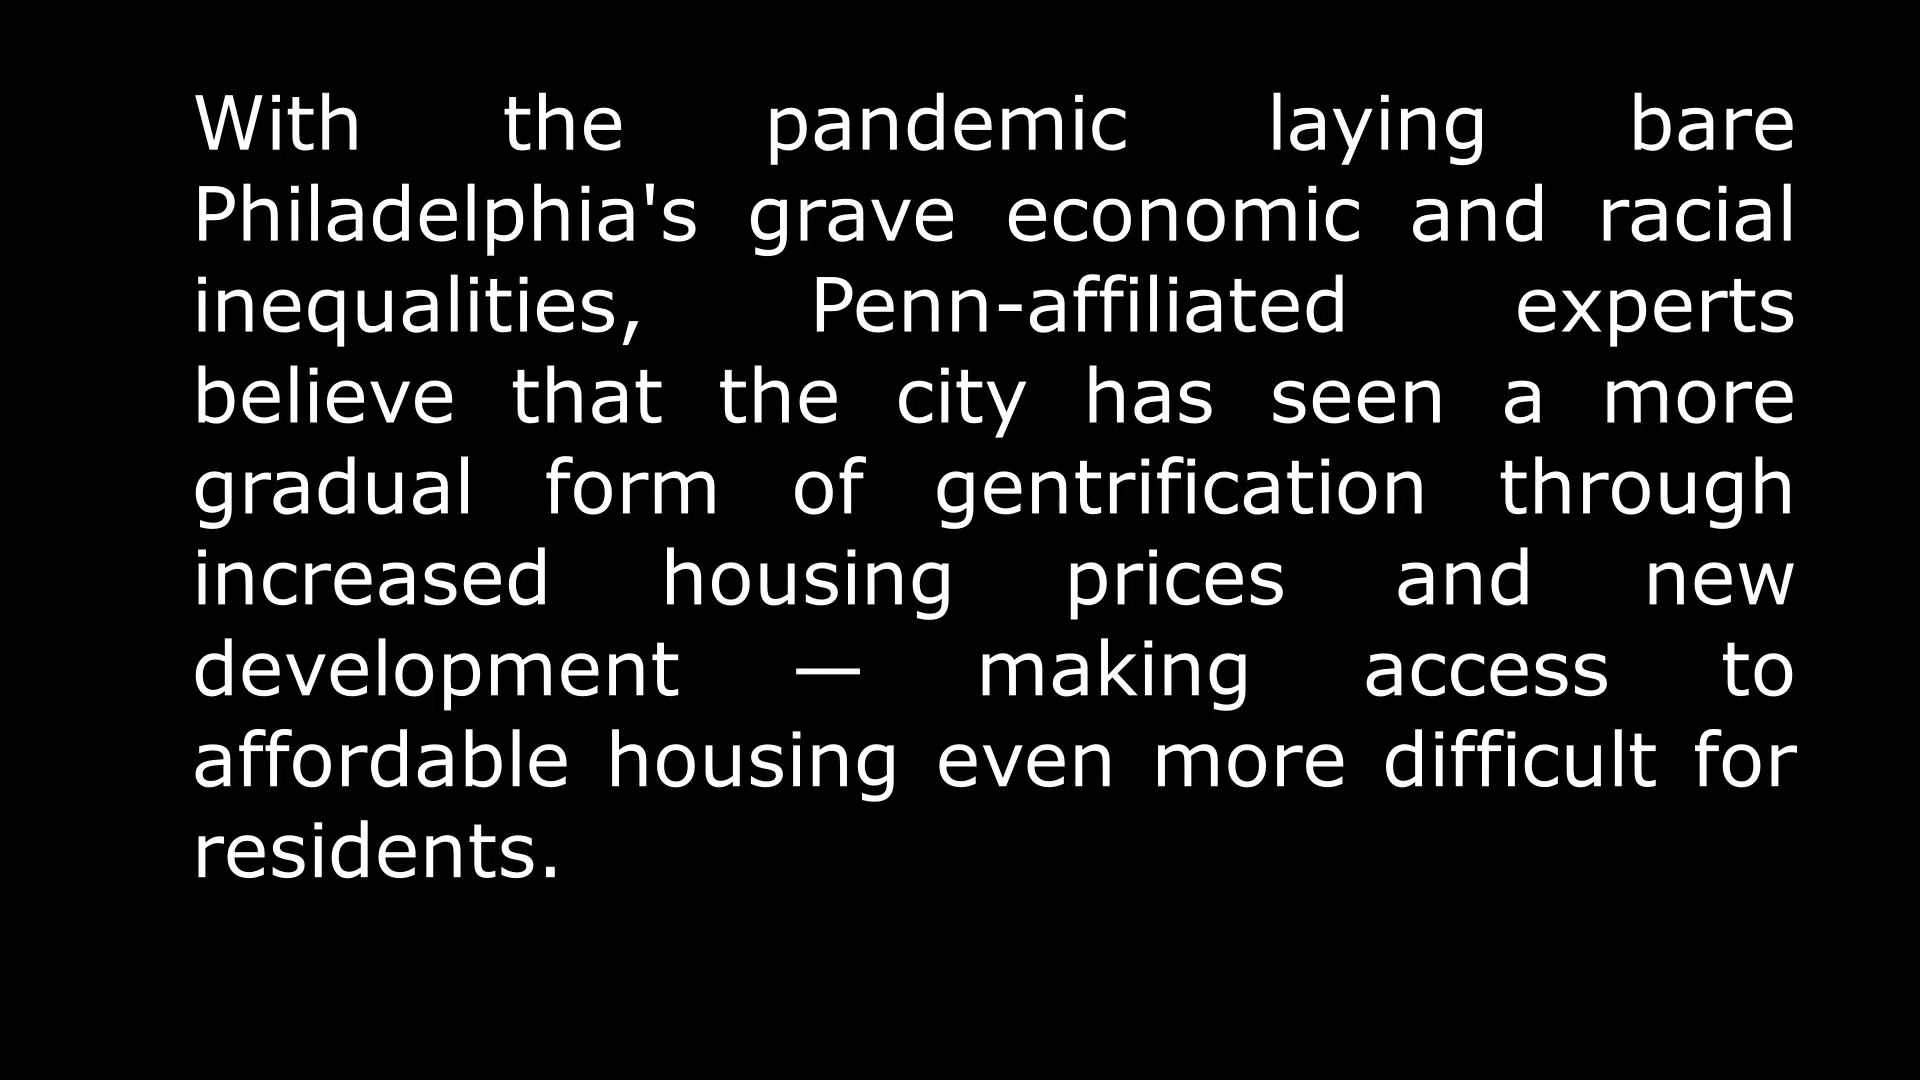 With the pandemic laying bare
Philadelphia's grave economic and racial
inequalities, Penn-affiliated experts
believe that the city has seen a more
gradual form of gentrification through
increased housing prices and new
development — making access to
affordable housing even more difficult for
residents.